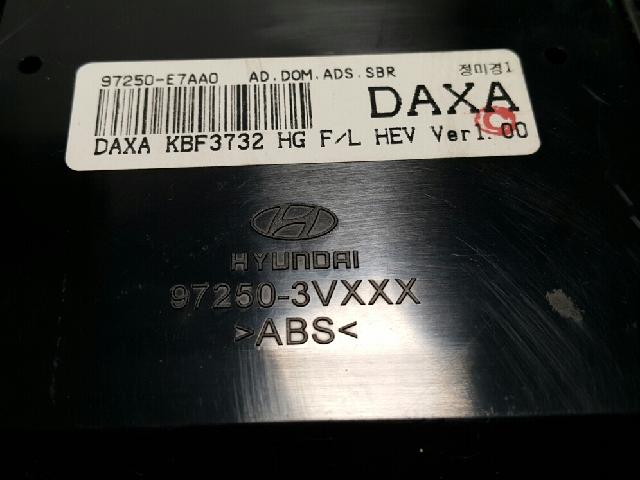 97250-E7AA0 AD.DOM.ADS.SBR 정미경1
DAXA
DAXA KBF3732 HG F/L HEV Ver1.00
HYUNDAI
97250-3VXXX
>ABS<